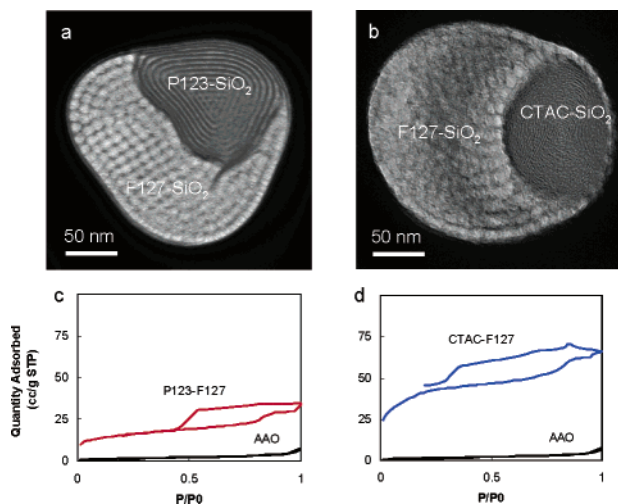 a
P123-SiO₂
F127-SiO₂
50 nm
b
F127-SiO₂
CTAC-SiO₂
50 nm
c
Quantity Adsorbed
(cc/g STP)
100
75
50
25
0
P123-F127
AAO
0
0.5
1
P/P0
d
100
75
50
25
0
CTAC-F127
AAO
0
0.5
1
P/P0